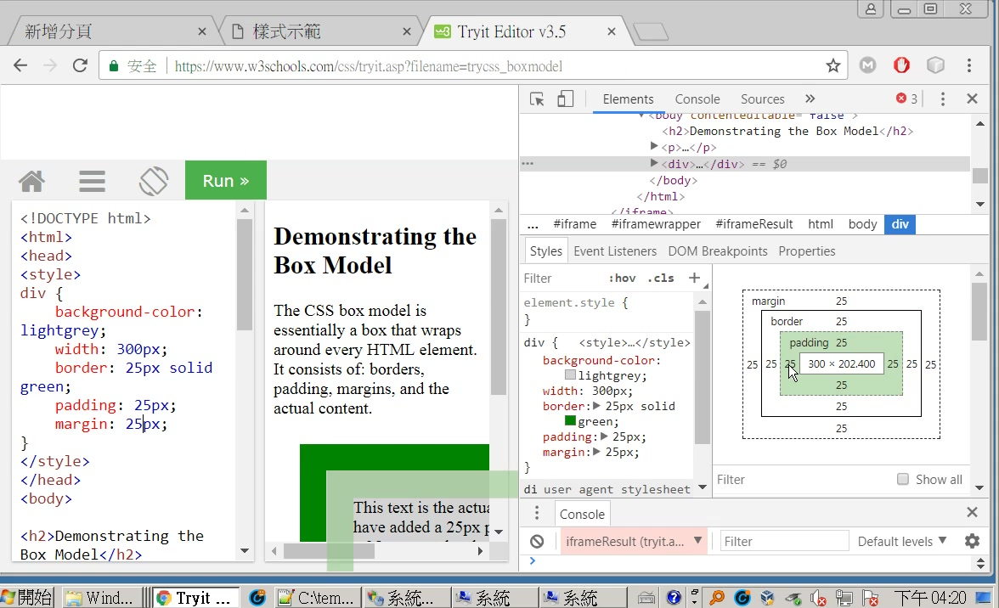 新增分頁
樣式示範
Tryit Editor v3.5
安全
https://www.w3schools.com/css/tryit.asp?filename=trycss_boxmodel
Run »
<!DOCTYPE html>
<html>
<head>
<style>
div {
background-color:
lightgrey;
width: 300px;
border: 25px solid
green;
padding: 25px;
margin: 25px;
}
</style>
</head>
<body>
<h2>Demonstrating the
Box Model</h2>
Demonstrating the
Box Model
The CSS box model is
essentially a box that wraps
around every HTML element.
It consists of: borders,
padding, margins, and the
actual content.
This text is the actua
have added a 25px p
Elements
Console
Sources
»
3
<body contenteditable="false">
<h2>Demonstrating the Box Model</h2>
<p>…</p>
... <div>…</div> == $0
</body>
</html>
</iframe>
... #iframe #iframewrapper #iframeResult html body div
Styles Event Listeners DOM Breakpoints Properties
Filter :hov .cls +
element.style {
}
div { <style>…</style>
background-color:
lightgrey;
width: 300px;
border: 25px solid
green;
padding: 25px;
margin: 25px;
}
di user agent stylesheet
margin 25
border 25
padding 25
25 25 25 300 × 202.400 25 25 25
25
25
25
Filter Show all
Console
iframeResult (tryit.a... Filter Default levels
>
開始
Wind...
Tryit ...
C:\tem...
系統...
系統
系統
下午 04:20